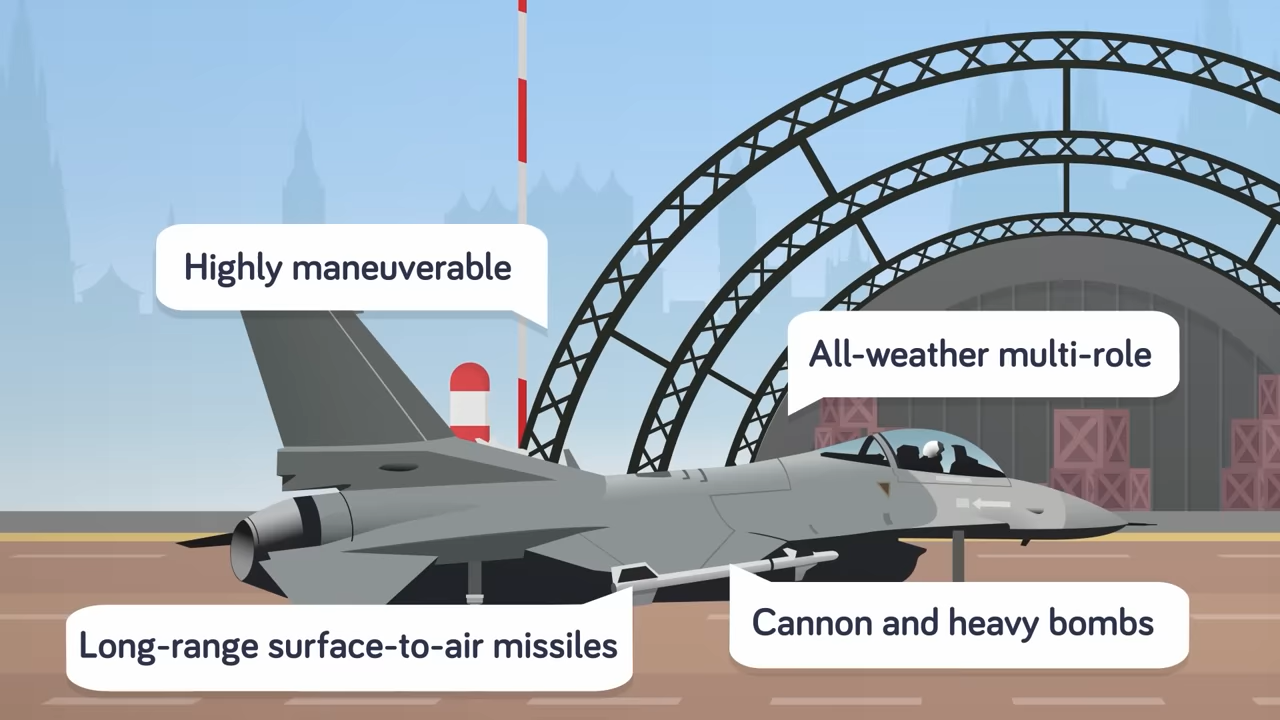 Highly maneuverable
All-weather multi-role
Cannon and heavy bombs
Long-range surface-to-air missiles